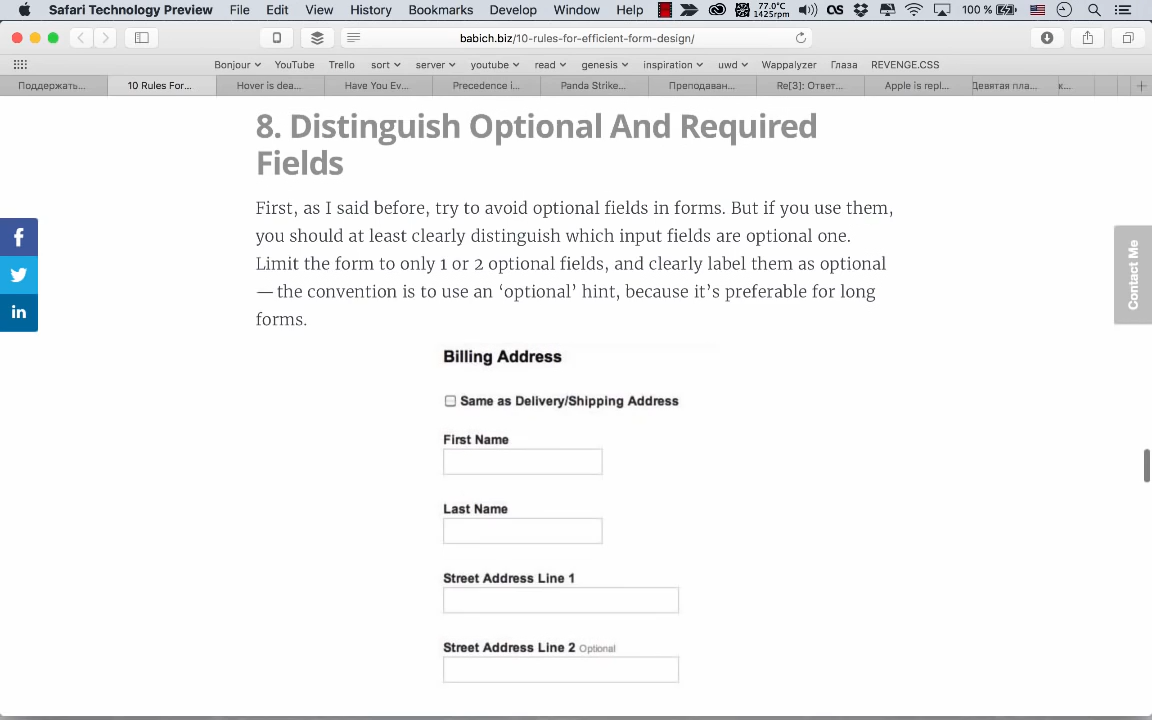 Safari Technology Preview File Edit View History Bookmarks Develop Window Help 77.0°C 1425rpm 100 %
babich.biz/10-rules-for-efficient-form-design/
Bonjour YouTube Trello sort server youtube read genesis inspiration uwd Wappalyzer Глаза REVENGE.CSS
Поддержать... 10 Rules For... Hover is dea... Have You Ev... Precedence i... Panda Strike... Преподаван... Re[3]: Ответ... Apple is repl... Девятая пла... к...
8. Distinguish Optional And Required
Fields
First, as I said before, try to avoid optional fields in forms. But if you use them,
you should at least clearly distinguish which input fields are optional one.
Limit the form to only 1 or 2 optional fields, and clearly label them as optional
— the convention is to use an ‘optional’ hint, because it’s preferable for long
forms.
Contact Me
Billing Address
Same as Delivery/Shipping Address
First Name
Last Name
Street Address Line 1
Street Address Line 2 Optional